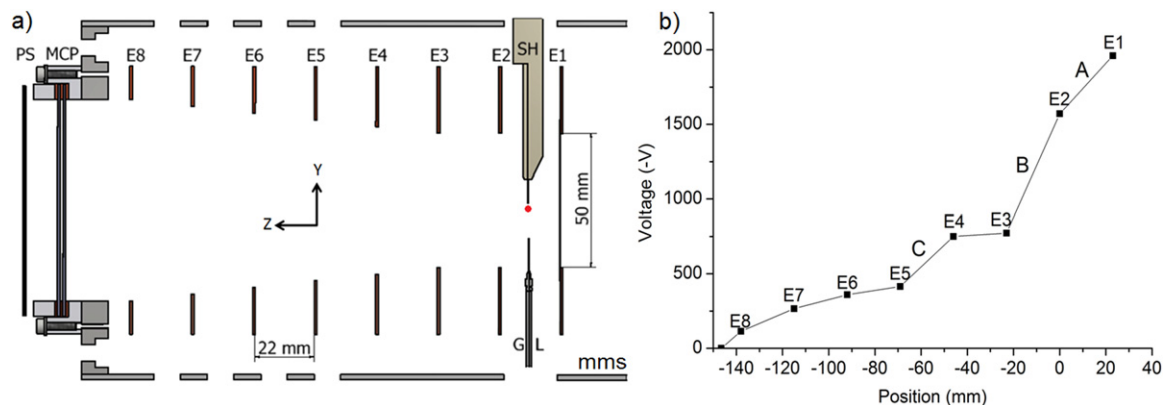 a)
PS MCP E8 E7 E6 E5 E4 E3 E2 SH E1
Y
Z
50 mm
22 mm
G L
mms
b)
Voltage (-V)
2000
1500
1000
500
0
E1
A
E2
B
E4 E3
C
E5
E6
E7
E8
-140 -120 -100 -80 -60 -40 -20 0 20 40
Position (mm)